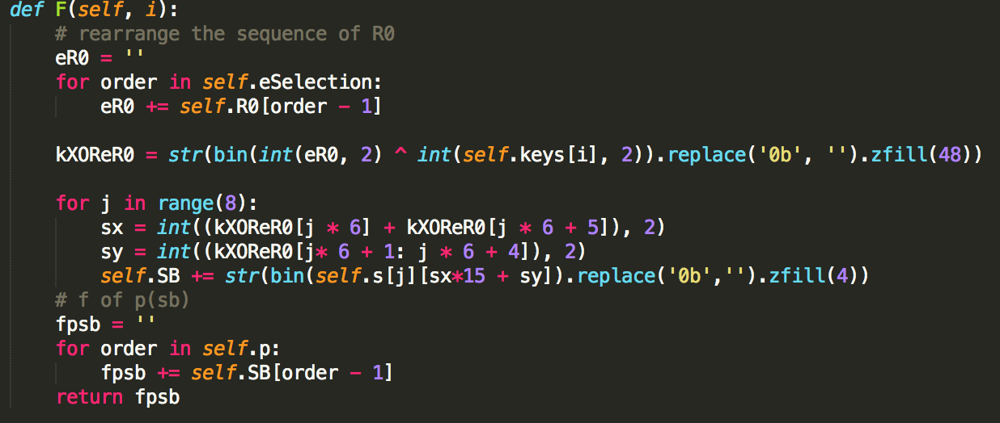 def F(self, i):
    # rearrange the sequence of R0
    eR0 = ''
    for order in self.eSelection:
        eR0 += self.R0[order - 1]

    kXOReR0 = str(bin(int(eR0, 2) ^ int(self.keys[i], 2)).replace('0b', '').zfill(48))

    for j in range(8):
        sx = int((kXOReR0[j * 6] + kXOReR0[j * 6 + 5]), 2)
        sy = int((kXOReR0[j* 6 + 1: j * 6 + 4]), 2)
        self.SB += str(bin(self.s[j][sx*15 + sy]).replace('0b','').zfill(4))
    # f of p(sb)
    fpsb = ''
    for order in self.p:
        fpsb += self.SB[order - 1]
    return fpsb